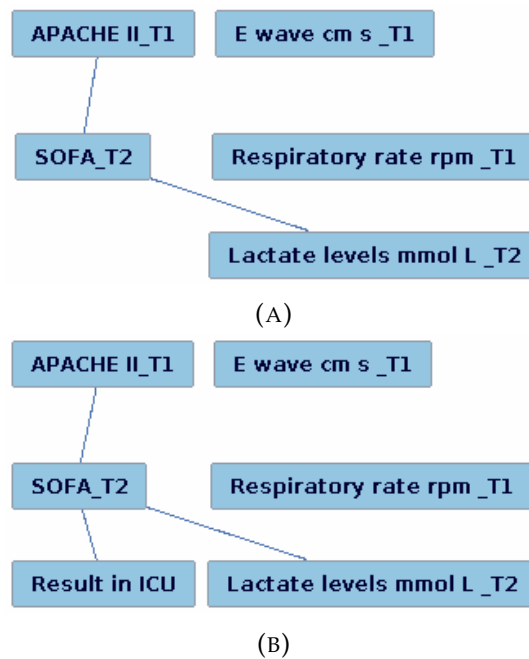 APACHE II_T1
E wave cm s _T1
SOFA_T2
Respiratory rate rpm _T1
Lactate levels mmol L _T2
(A)
APACHE II_T1
E wave cm s _T1
SOFA_T2
Respiratory rate rpm _T1
Result in ICU
Lactate levels mmol L _T2
(B)